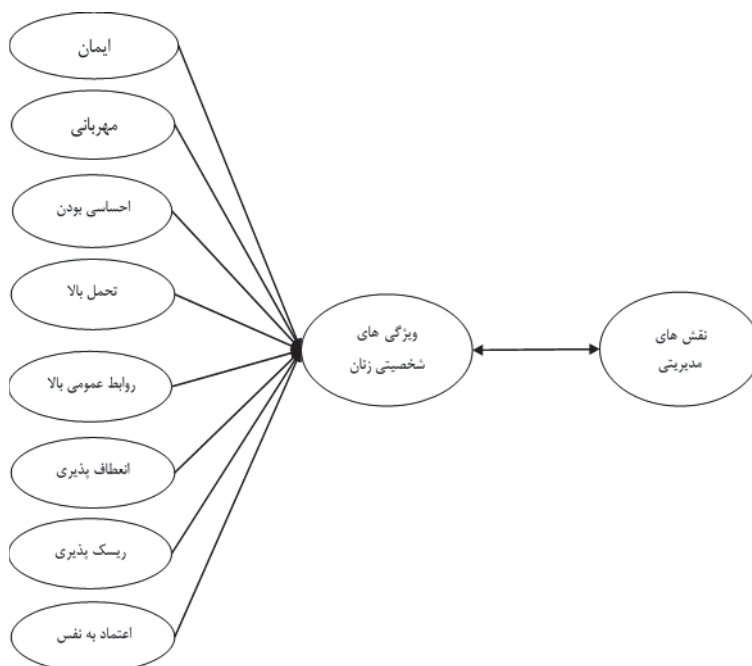 ایمان
مهربانی
احساسی بودن
تحمل بالا
روابط عمومی بالا
انعطاف پذیری
ریسک پذیری
اعتماد به نفس
ویژگی های
شخصیتی زنان
نقش های
مدیریتی